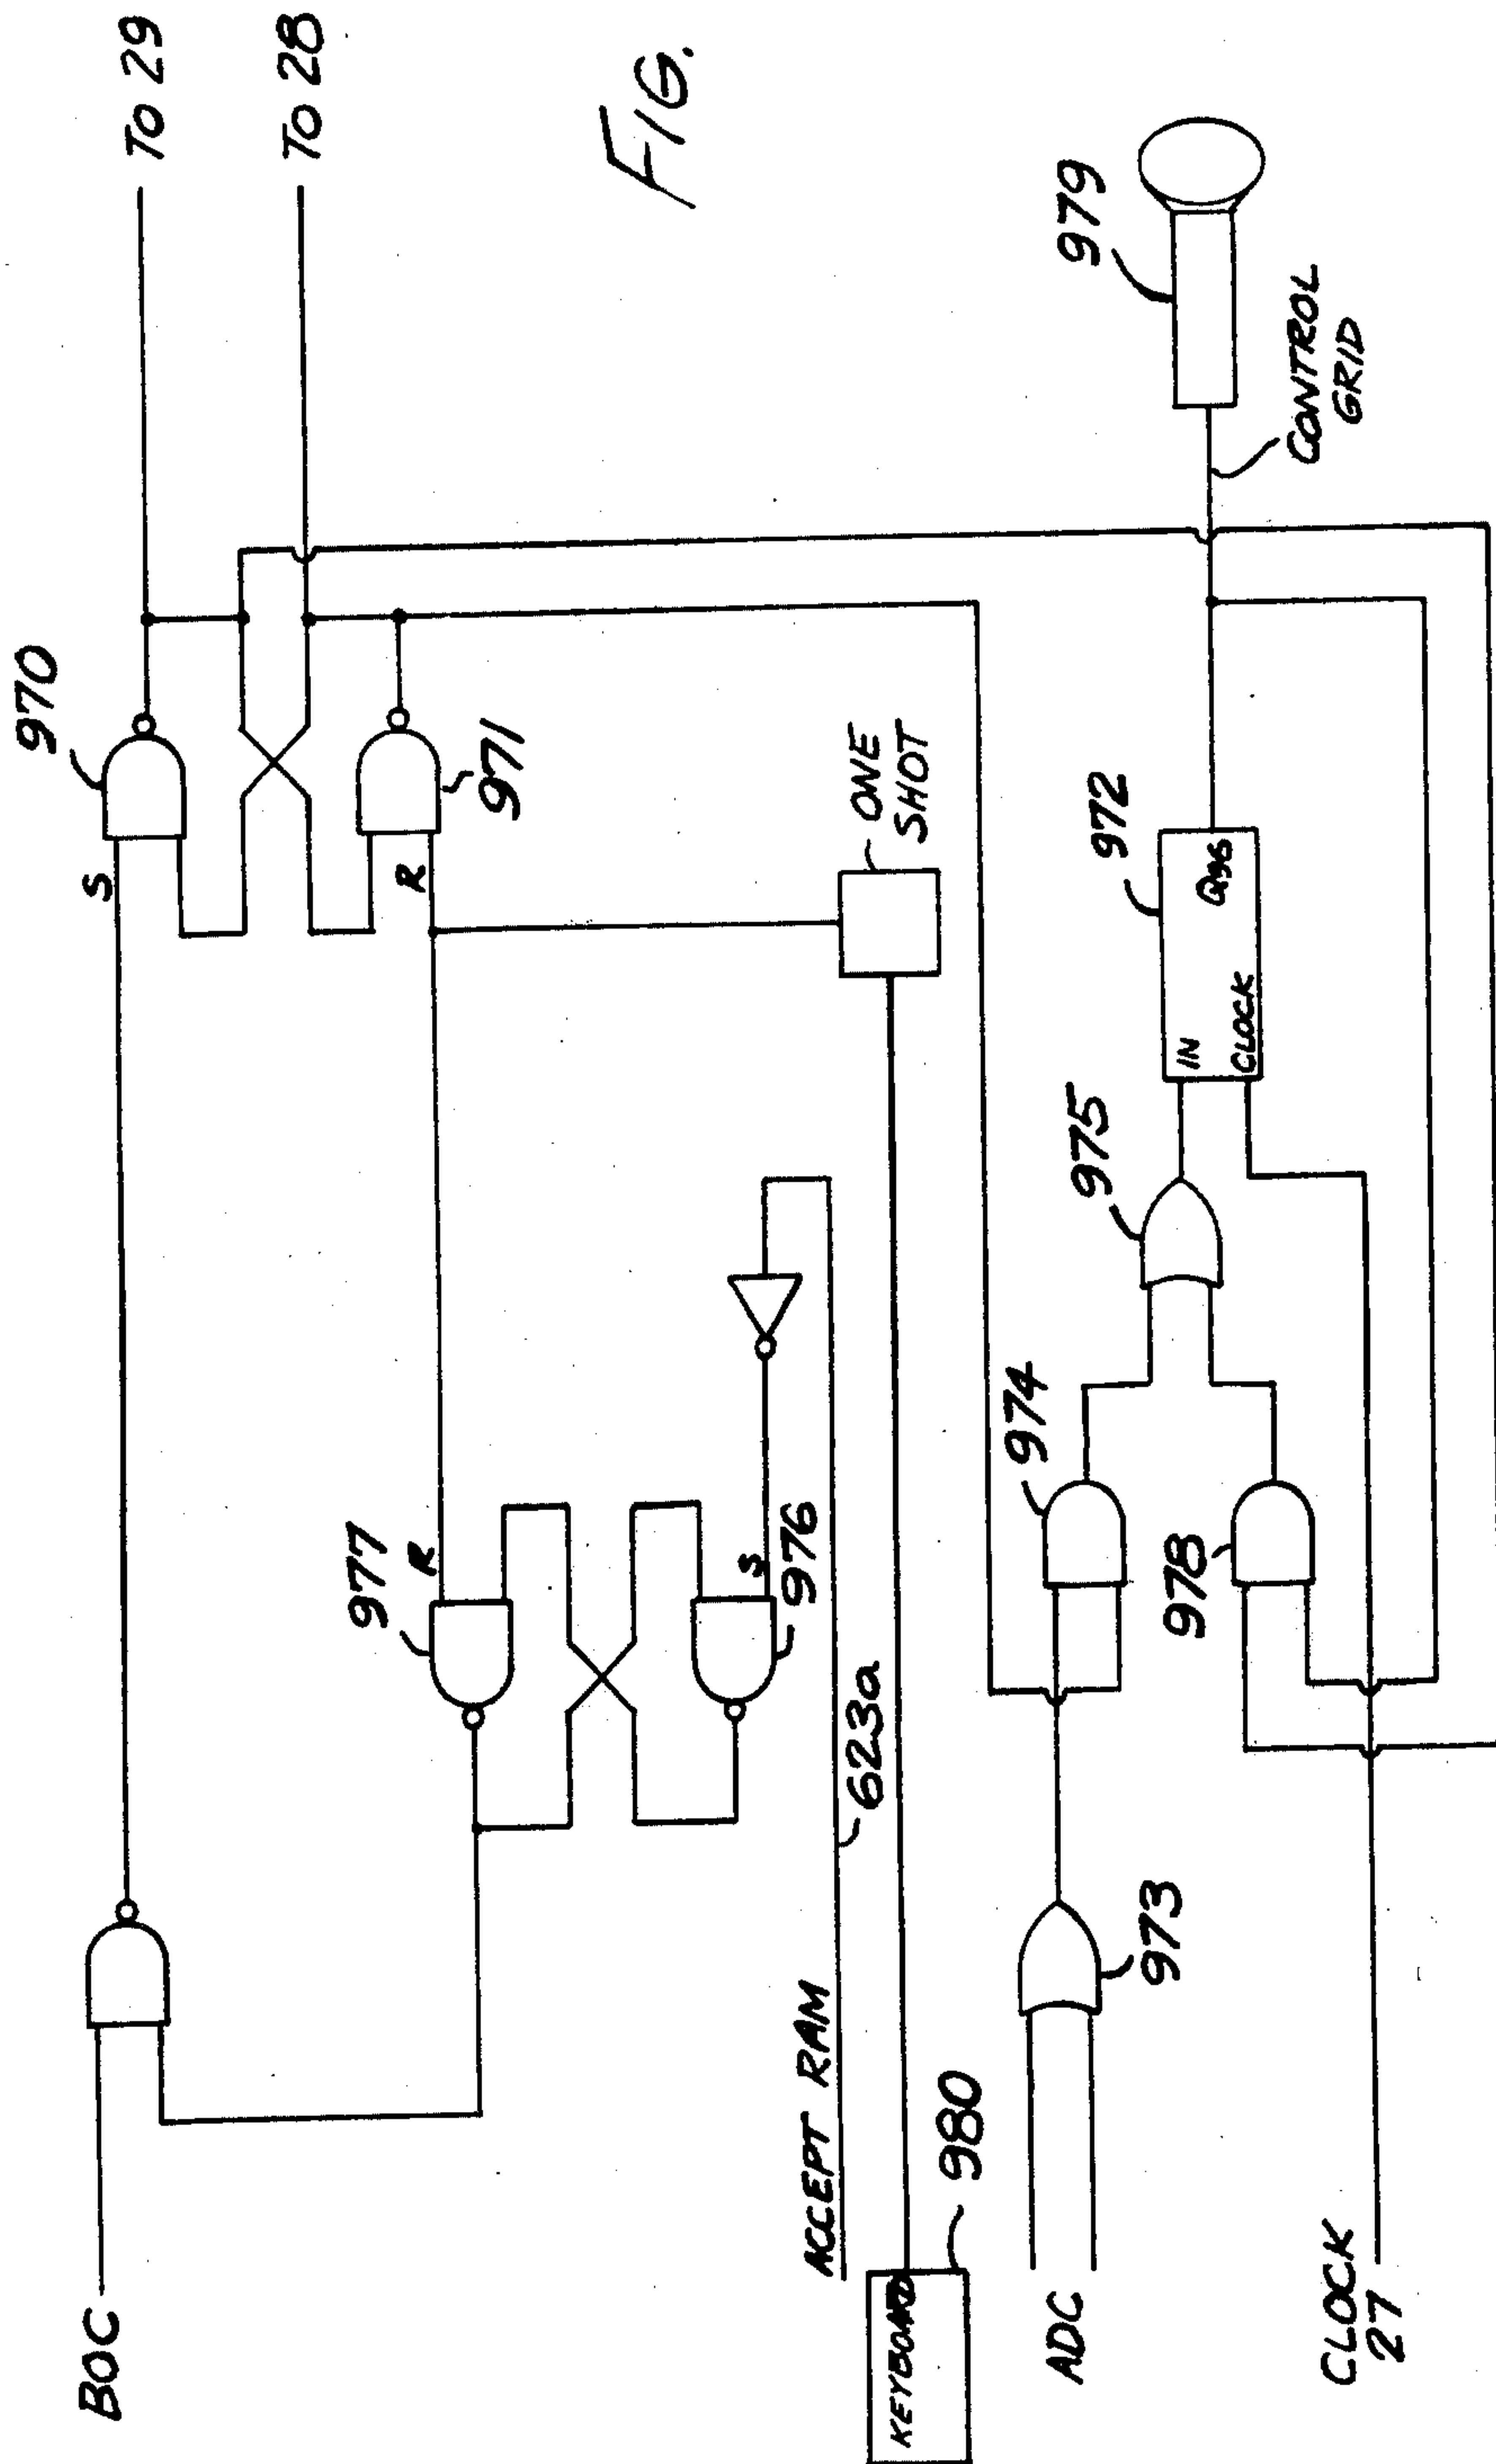 BOC
S
970
TO 29
TO 28
FIG.
971
R
977
R
ONE
SHOT
S
976
ACCEPT RAM
623a
KEYBOARD
980
ADC
973
974
978
975
972
IN
CLOCK
Q96
979
CONTROL
GRID
CLOCK
27